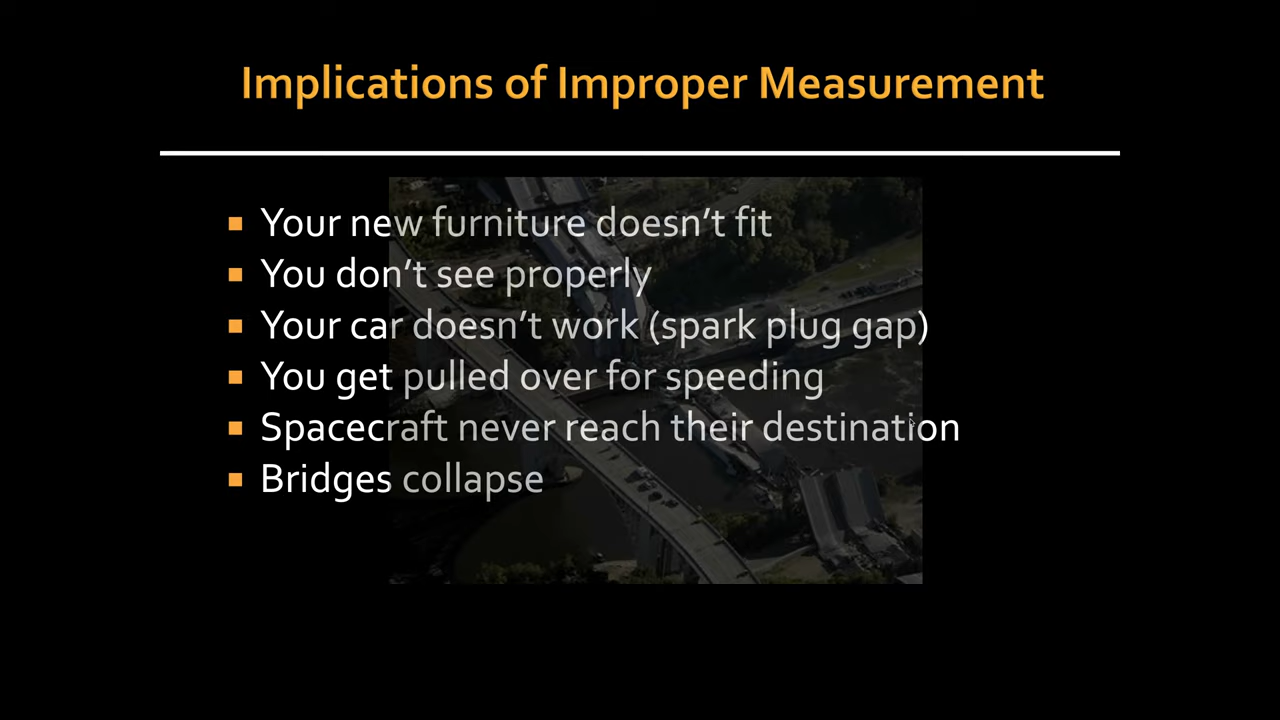 Implications of Improper Measurement
Your new furniture doesn’t fit
You don’t see properly
Your car doesn’t work (spark plug gap)
You get pulled over for speeding
Spacecraft never reach their destination
Bridges collapse